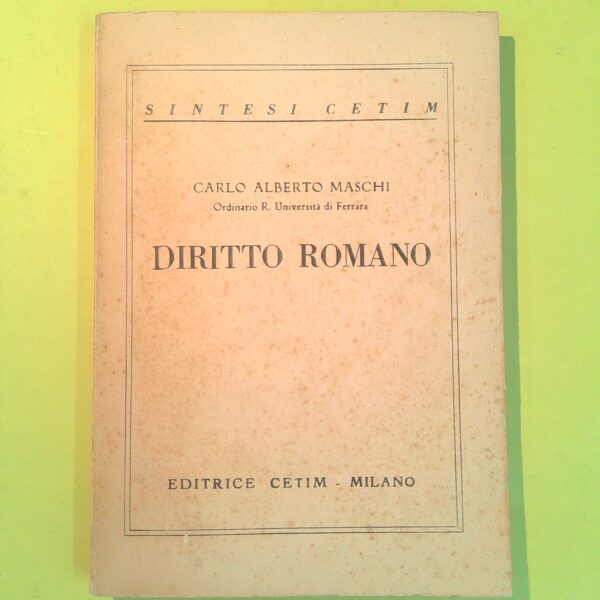 SINTESI CETIM
CARLO ALBERTO MASCHI
Ordinario R. Università di Ferrara
DIRITTO ROMANO
EDITRICE CETIM - MILANO